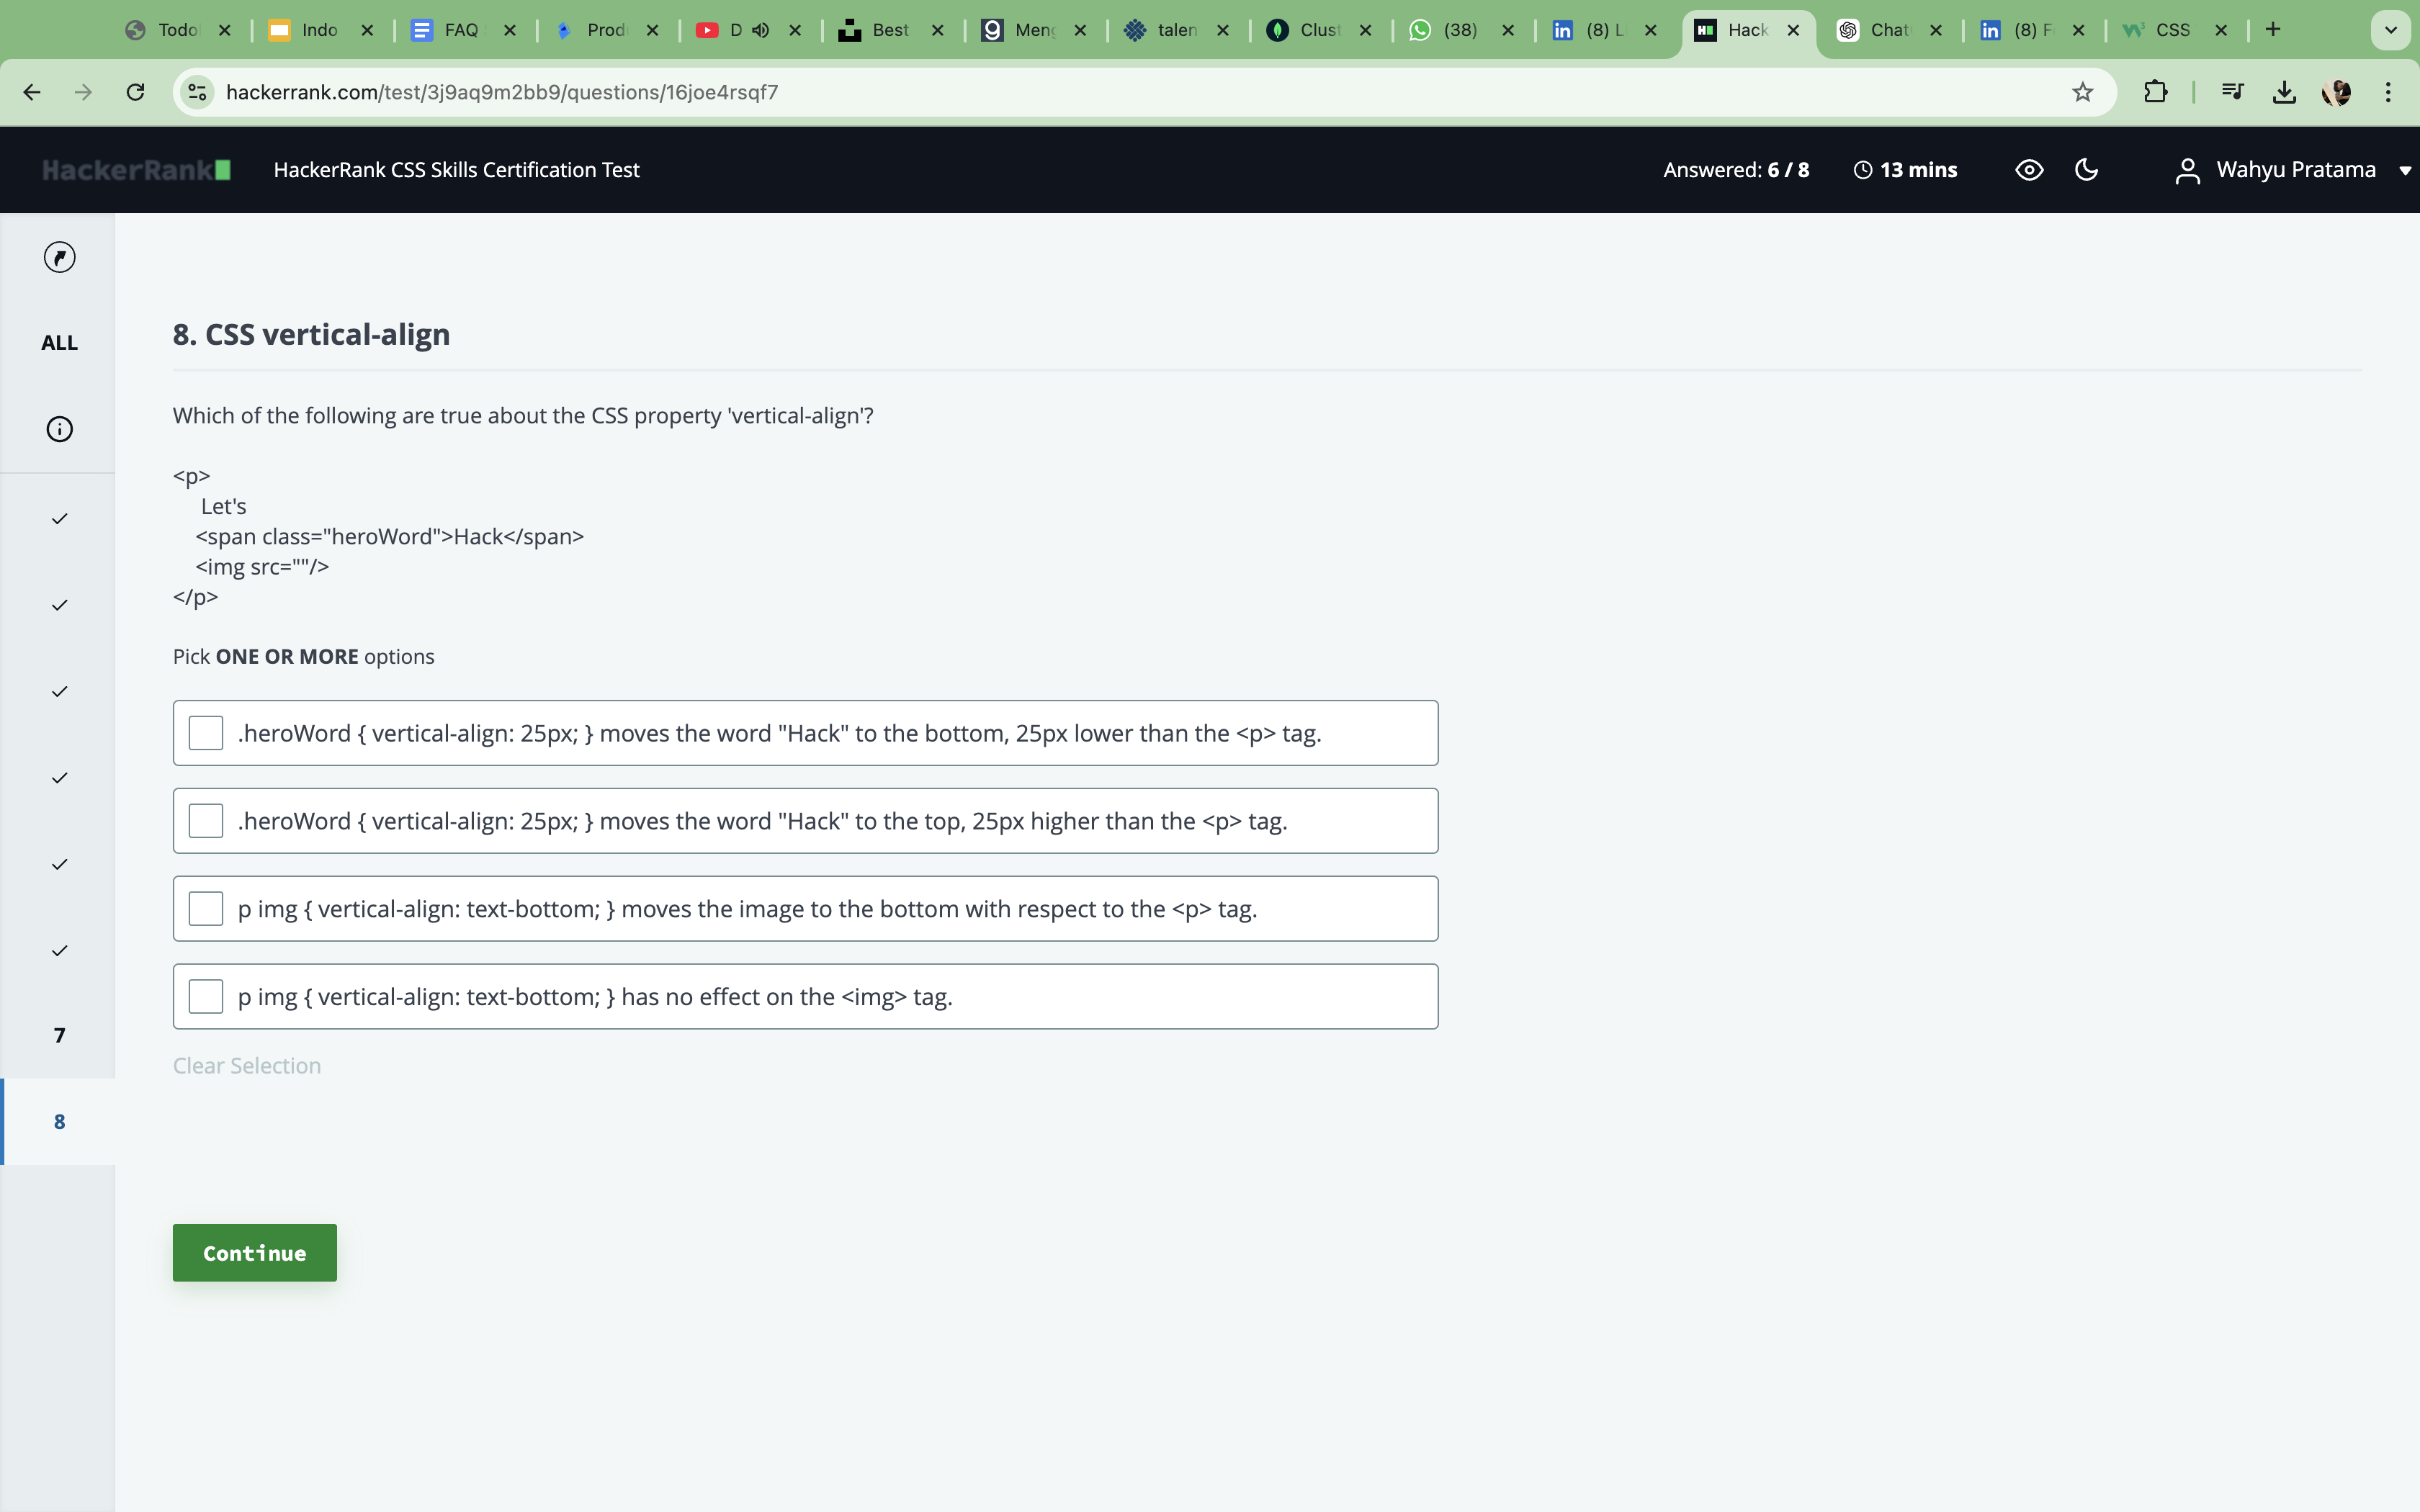 Todo Indo FAQ Prod D Best Meng talen Clust (38) (8) L Hack Chat (8) F CSS
hackerrank.com/test/3j9aq9m2bb9/questions/16joe4rsqf7
HackerRank HackerRank CSS Skills Certification Test Answered: 6 / 8 13 mins Wahyu Pratama
ALL
8. CSS vertical-align
Which of the following are true about the CSS property 'vertical-align'?
<p>
Let's
<span class="heroWord">Hack</span>
<img src=""/>
</p>
Pick ONE OR MORE options
.heroWord { vertical-align: 25px; } moves the word "Hack" to the bottom, 25px lower than the <p> tag.
.heroWord { vertical-align: 25px; } moves the word "Hack" to the top, 25px higher than the <p> tag.
p img { vertical-align: text-bottom; } moves the image to the bottom with respect to the <p> tag.
p img { vertical-align: text-bottom; } has no effect on the <img> tag.
7
Clear Selection
8
Continue